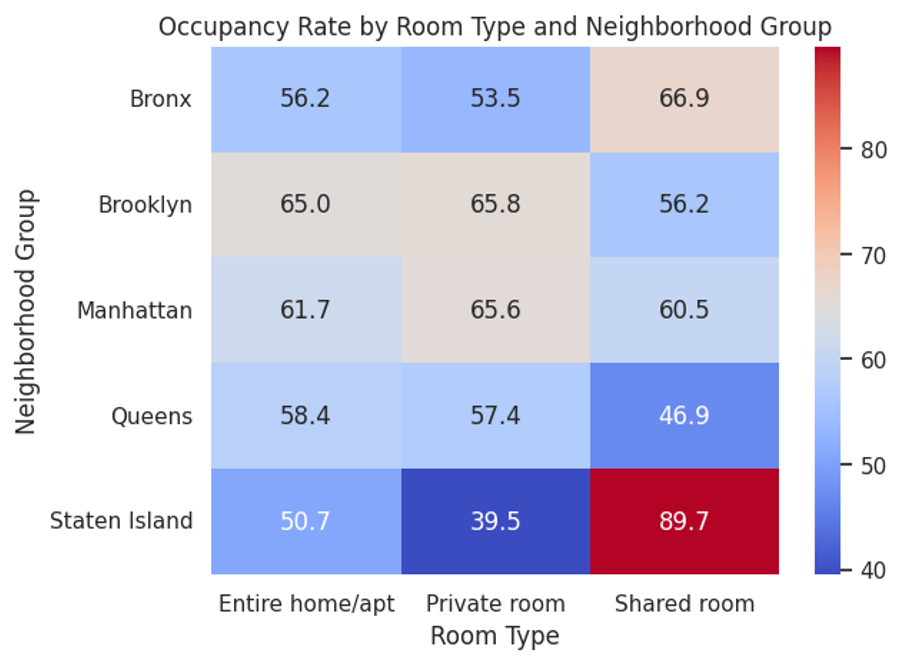 Occupancy Rate by Room Type and Neighborhood Group
Neighborhood Group
Bronx 56.2 53.5 66.9
Brooklyn 65.0 65.8 56.2
Manhattan 61.7 65.6 60.5
Queens 58.4 57.4 46.9
Staten Island 50.7 39.5 89.7
Entire home/apt Private room Shared room
Room Type
80
70
60
50
40